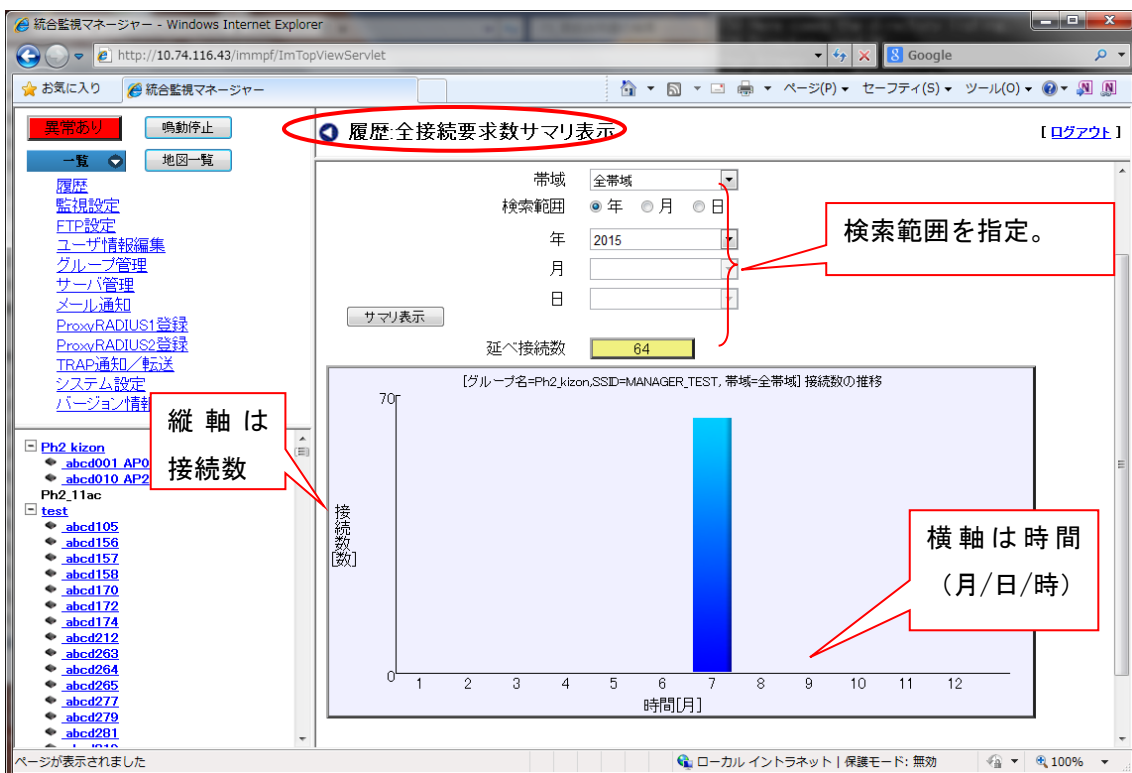 統合監視マネージャー - Windows Internet Explorer
http://10.74.116.43/immpf/ImTopViewServlet
Google
お気に入り
統合監視マネージャー
ページ(P)
セーフティ(S)
ツール(O)
異常あり
鳴動停止
一覧
地図一覧
履歴
監視設定
FTP設定
ユーザ情報編集
グループ管理
サーバ管理
メール通知
ProxyRADIUS1登録
ProxyRADIUS2登録
TRAP通知/転送
システム設定
バージョン情報
Ph2 kizon
abcd001 AP0
abcd010 AP2
Ph2_11ac
test
abcd105
abcd156
abcd157
abcd158
abcd170
abcd172
abcd174
abcd212
abcd263
abcd264
abcd265
abcd277
abcd279
abcd281
履歴:全接続要求数サマリ表示
[ ログアウト ]
帯域 全帯域
検索範囲 年 月 日
年 2015
月
日
サマリ表示
延べ接続数 64
検索範囲を指定。
[グループ名=Ph2_kizon,SSID=MANAGER_TEST, 帯域=全帯域] 接続数の推移
70
縦軸は
接続数
接続数[数]
横軸は時間
(月/日/時)
0
1 2 3 4 5 6 7 8 9 10 11 12
時間[月]
ページが表示されました
ローカル イントラネット | 保護モード: 無効
100%